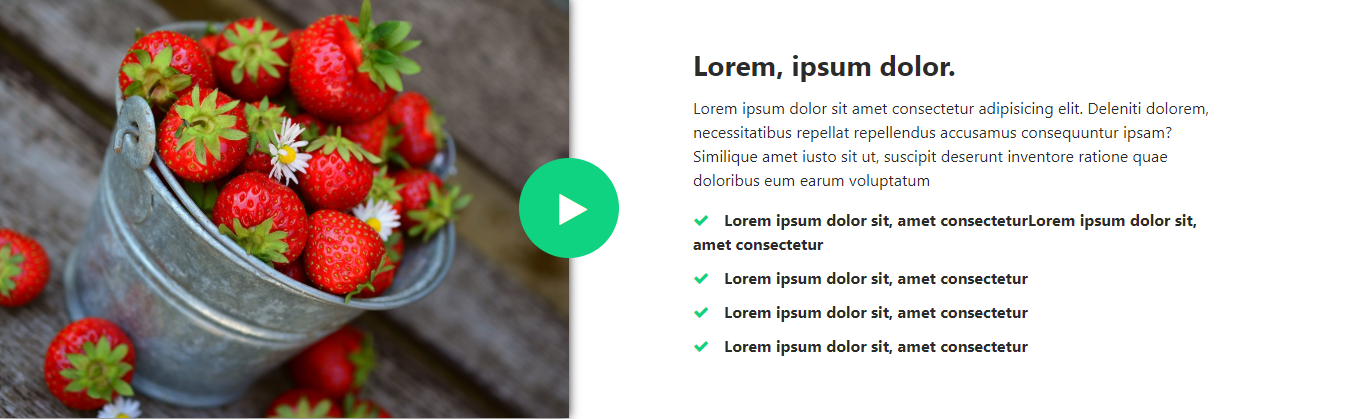 Lorem, ipsum dolor.
Lorem ipsum dolor sit amet consectetur adipisicing elit. Deleniti dolorem,
necessitatibus repellat repellendus accusamus consequuntur ipsam?
Similique amet iusto sit ut, suscipit deserunt inventore ratione quae
doloribus eum earum voluptatum
Lorem ipsum dolor sit, amet consecteturLorem ipsum dolor sit,
amet consectetur
Lorem ipsum dolor sit, amet consectetur
Lorem ipsum dolor sit, amet consectetur
Lorem ipsum dolor sit, amet consectetur